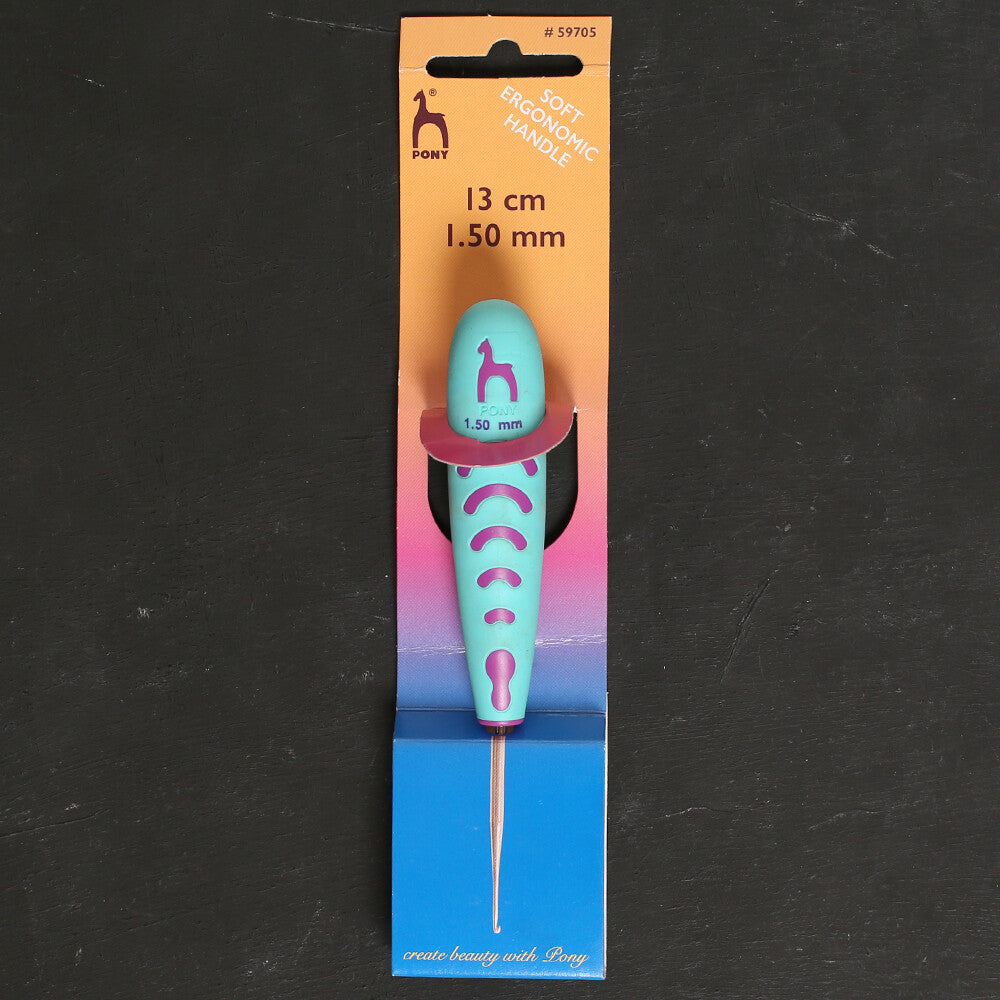 # 59705
®
PONY
SOFT
ERGONOMIC
HANDLE
13 cm
1.50 mm
PONY
1.50 mm
create beauty with Pony